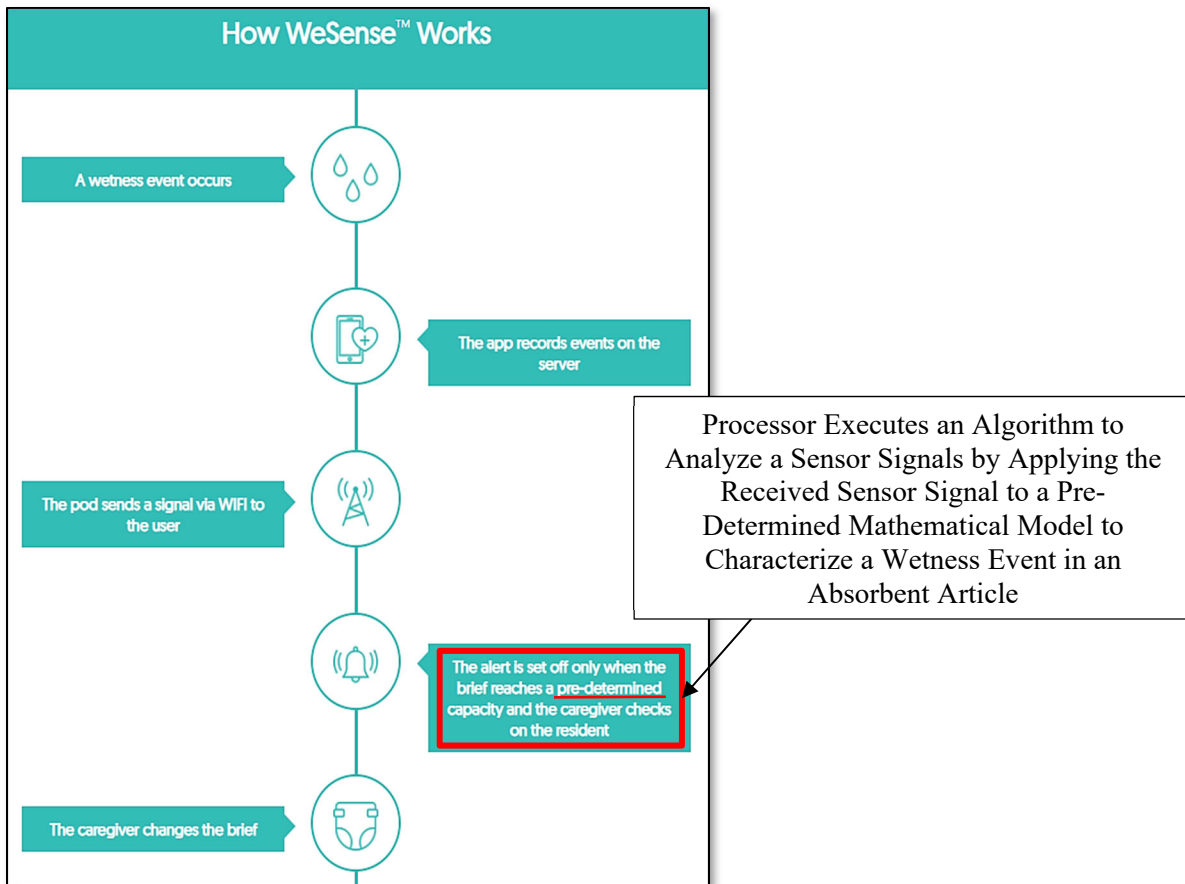 How WeSense™ Works
A wetness event occurs
The app records events on the
server
Processor Executes an Algorithm to
Analyze a Sensor Signals by Applying the
Received Sensor Signal to a Pre-
Determined Mathematical Model to
Characterize a Wetness Event in an
Absorbent Article
The pod sends a signal via WIFI to
the user
The alert is set off only when the
brief reaches a pre-determined
capacity and the caregiver checks
on the resident
The caregiver changes the brief